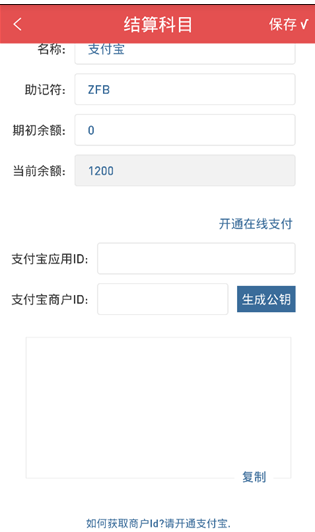 结算科目 保存√
名称: 支付宝
助记符: ZFB
期初余额: 0
当前余额: 1200
开通在线支付
支付宝应用ID:
支付宝商户ID: 生成公钥
复制
如何获取商户Id?请开通支付宝.